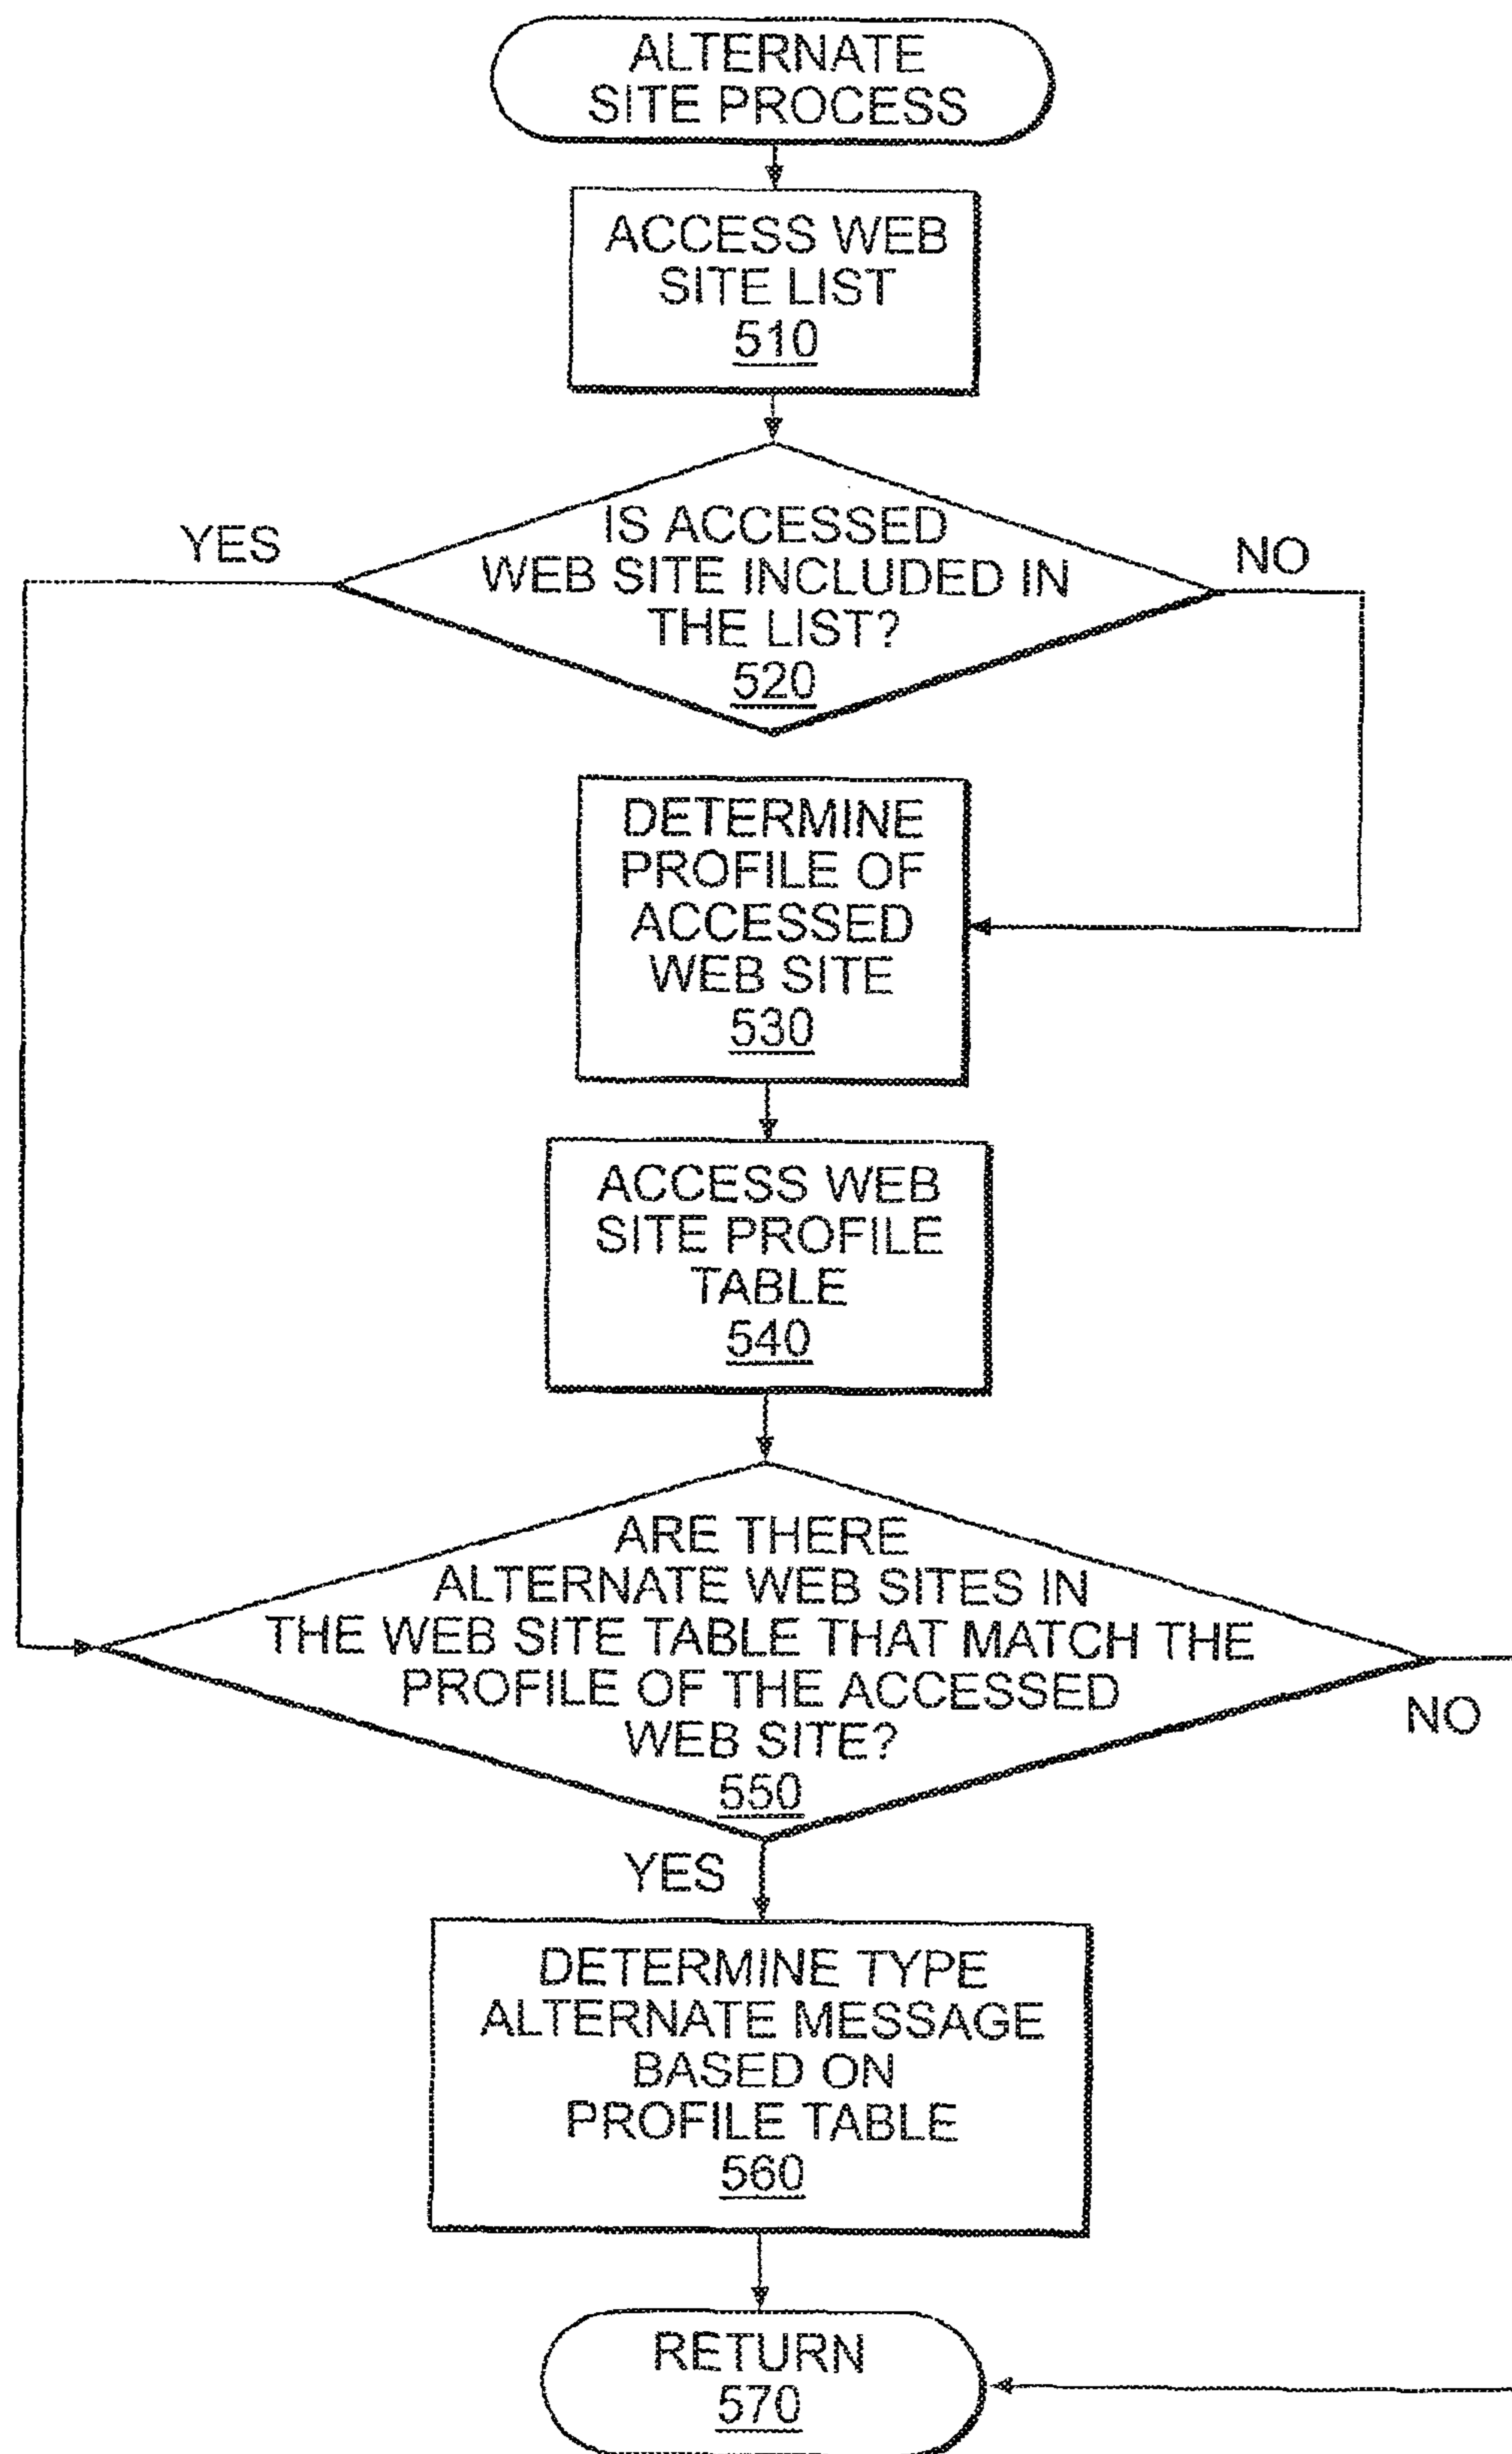 ALTERNATE
SITE PROCESS
ACCESS WEB
SITE LIST
510
IS ACCESSED
WEB SITE INCLUDED IN
THE LIST?
520
YES
NO
DETERMINE
PROFILE OF
ACCESSED
WEB SITE
530
ACCESS WEB
SITE PROFILE
TABLE
540
ARE THERE
ALTERNATE WEB SITES IN
THE WEB SITE TABLE THAT MATCH THE
PROFILE OF THE ACCESSED
WEB SITE?
550
NO
YES
DETERMINE TYPE
ALTERNATE MESSAGE
BASED ON
PROFILE TABLE
560
RETURN
570